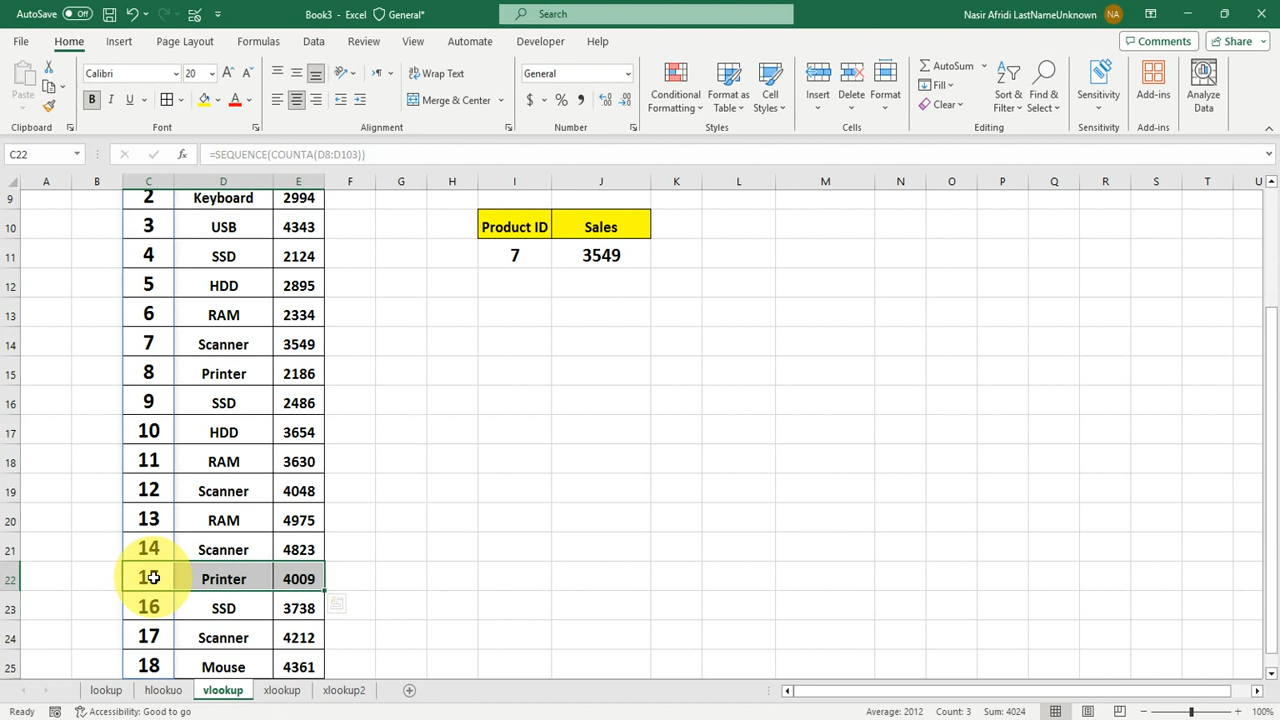 AutoSave Off Book3 - Excel General* Search Nasir Afridi LastNameUnknown NA
File Home Insert Page Layout Formulas Data Review View Automate Developer Help Comments Share
Paste Calibri 20 A A Wrap Text General AutoSum
Conditional Formatting Format as Table Cell Styles Insert Delete Format Fill Sort & Filter Find & Select Sensitivity Add-ins Analyze Data
B I U A Merge & Center $ % Clear
Clipboard Font Alignment Number Styles Cells Editing Sensitivity Add-ins
C22 fx =SEQUENCE(COUNTA(D8:D103))
A B C D E F G H I J K L M N O P Q R S T U
9 2 Keyboard 2994
10 3 USB 4343 Product ID Sales
11 4 SSD 2124 7 3549
12 5 HDD 2895
13 6 RAM 2334
14 7 Scanner 3549
15 8 Printer 2186
16 9 SSD 2486
17 10 HDD 3654
18 11 RAM 3630
19 12 Scanner 4048
20 13 RAM 4975
21 14 Scanner 4823
22 15 Printer 4009
23 16 SSD 3738
24 17 Scanner 4212
25 18 Mouse 4361
lookup hlookuo vlookup xlookup xlookup2
Ready Accessibility: Good to go Average: 2012 Count: 3 Sum: 4024 100%